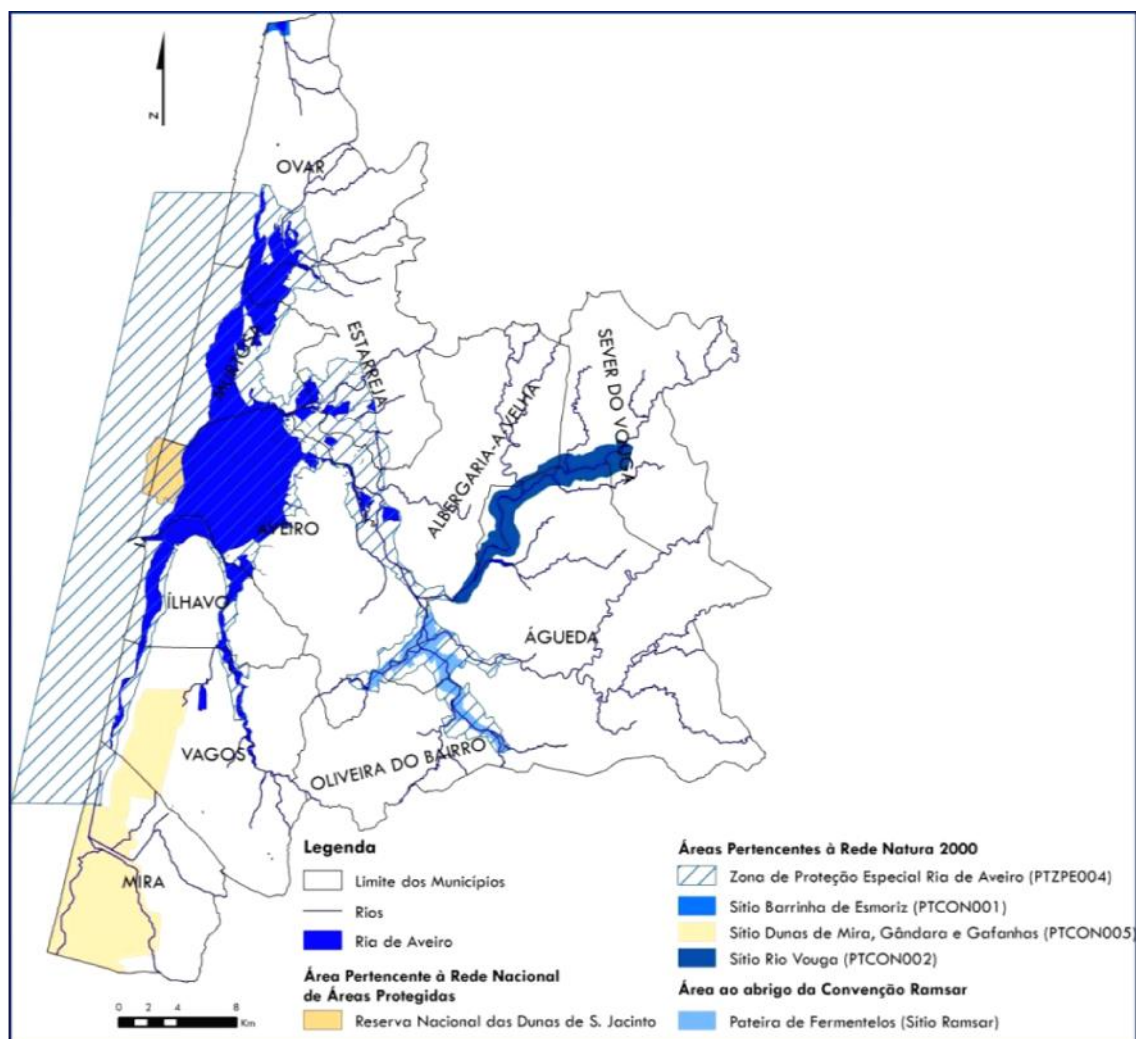 N
OVAR
MURTOSA
ESTARREJA
SEVER DO VOUGA
ALBERGARIA-A-VELHA
AVEIRO
ÍLHAVO
ÁGUEDA
VAGOS
OLIVEIRA DO BAIRRO
MIRA
0 4 8
Km
Legenda
Limite dos Municípios
Rios
Ria de Aveiro
Área Pertencente à Rede Nacional
de Áreas Protegidas
Reserva Nacional das Dunas de S. Jacinto
Áreas Pertencentes à Rede Natura 2000
Zona de Proteção Especial Ria de Aveiro (PTZPE004)
Sítio Barrinha de Esmoriz (PTCON001)
Sítio Dunas de Mira, Gândara e Gafanhas (PTCON005)
Sítio Rio Vouga (PTCON002)
Área ao abrigo da Convenção Ramsar
Pateira de Fermentelos (Sítio Ramsar)